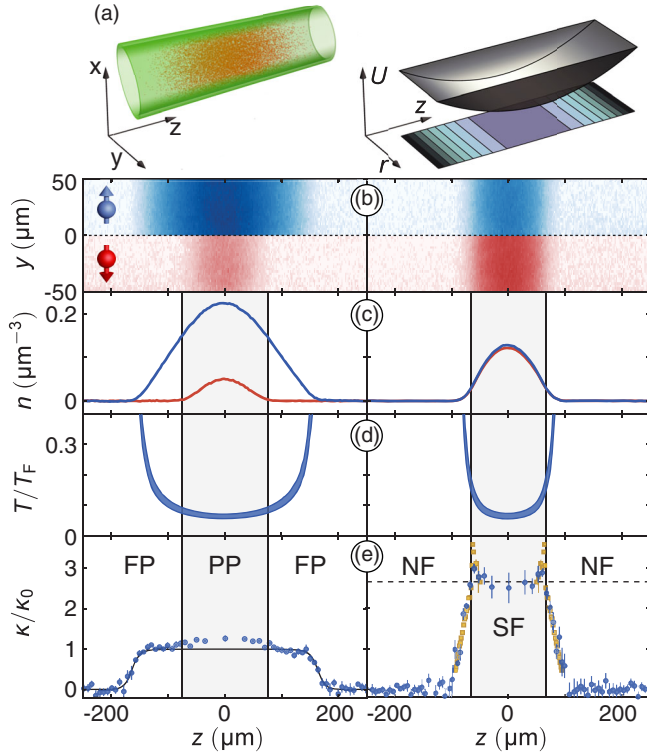 (a)
x
z
y
U
z
r
50
0
-50
y (μm)
(b)
0.2
0
n (μm⁻³)
(c)
0.3
0
T/T_F
(d)
FP PP FP
(e)
NF SF NF
3
2
1
0
κ/κ₀
-200 0 200 -200 0 200
z (μm) z (μm)